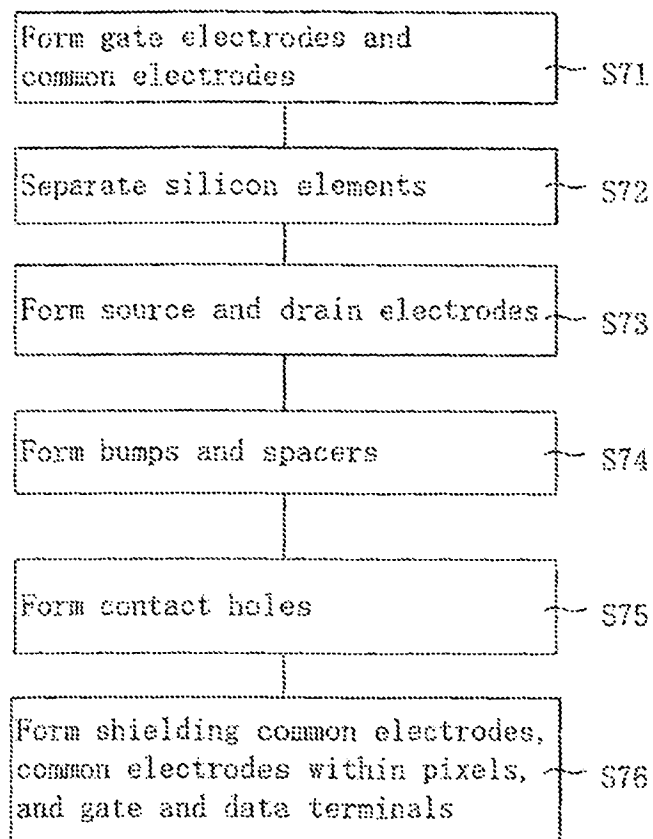 Form gate electrodes and
common electrodes
S71
Separate silicon elements
S72
Form source and drain electrodes
S73
Form bumps and spacers
S74
Form contact holes
S75
Form shielding common electrodes,
common electrodes within pixels,
and gate and data terminals
S76